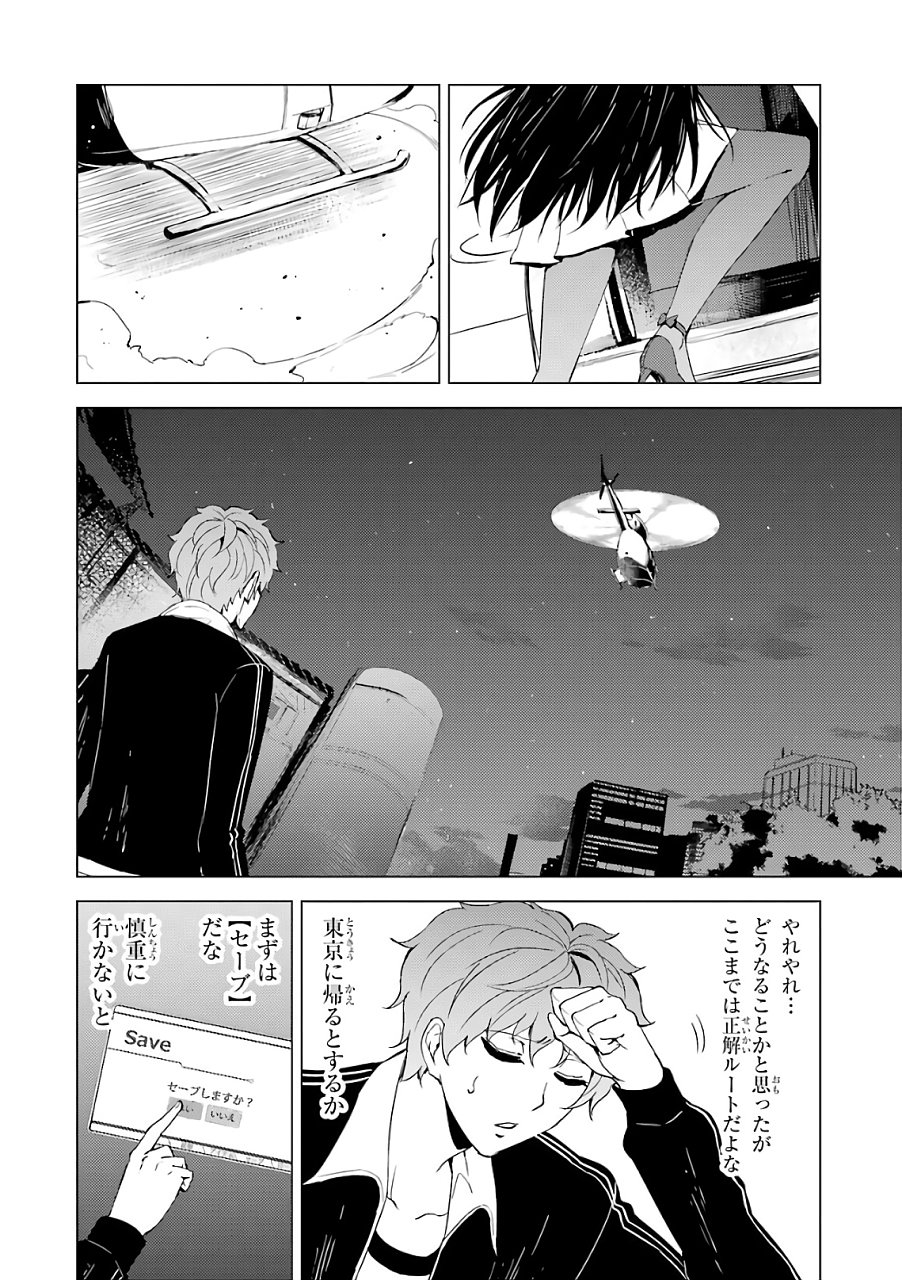 やれやれ…
どうなることかと思ったが
ここまでは正解ルートだよな
東京に帰るとするか
まずは
【セーブ】
だな
慎重に
行かないと
Save
セーブしますか？
はい いいえ